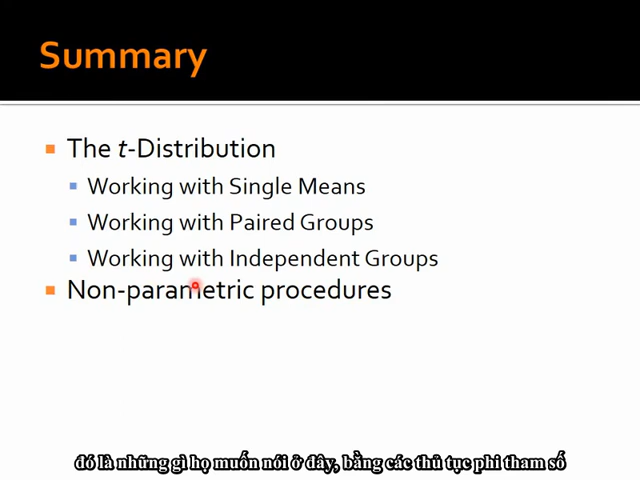 Summary
The t-Distribution
Working with Single Means
Working with Paired Groups
Working with Independent Groups
Non-parametric procedures
đó là những gì họ muốn nói ở đây, bằng các thủ tục phi tham số